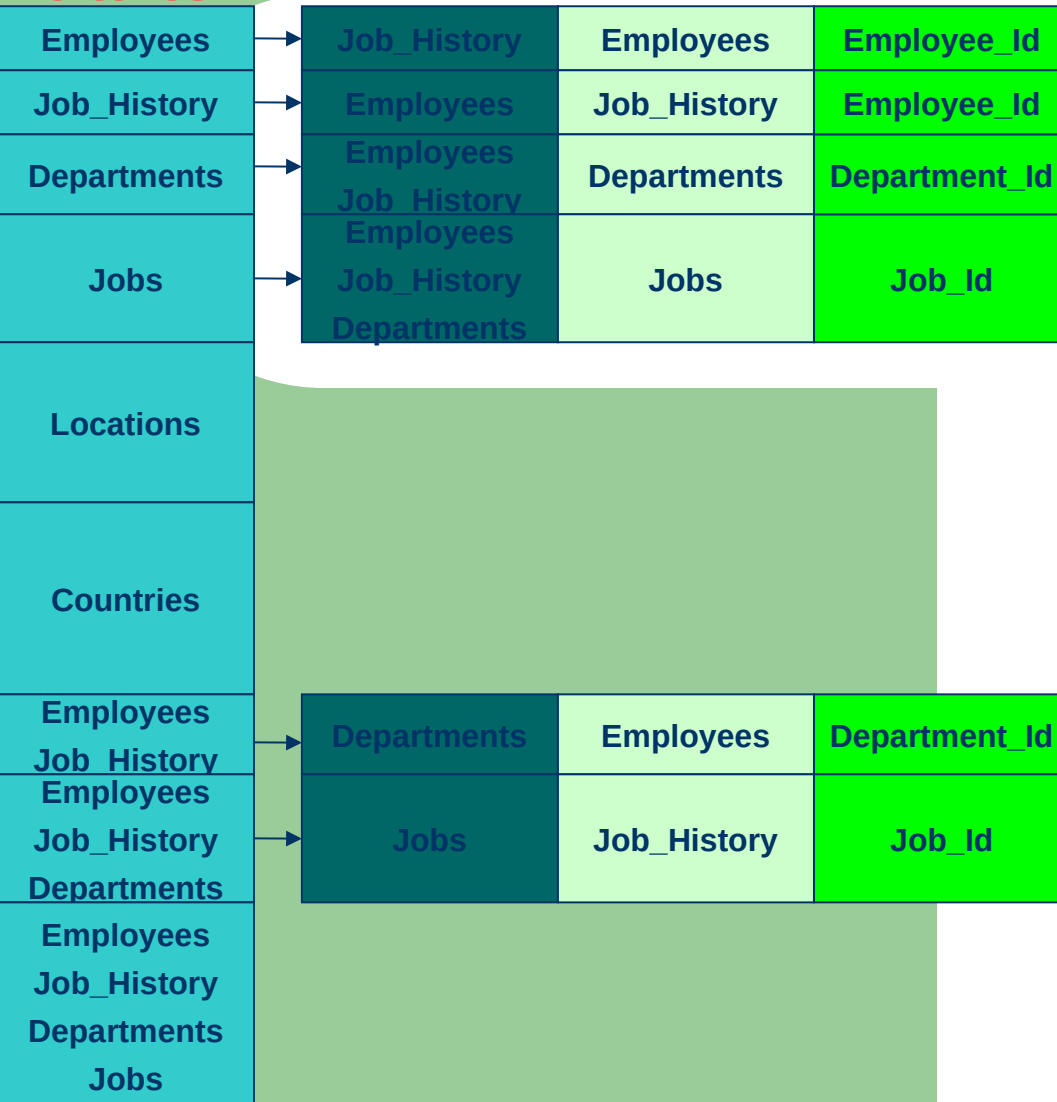 Employees Job_History Employees Employee_Id
Job_History Employees Job_History Employee_Id
Employees
Departments Departments Department_Id
Job_History
Employees
Jobs Job_History Jobs Job_Id
Departments
Locations
Countries
Employees
Departments Employees Department_Id
Job_History
Employees
Job_History Jobs Job_History Job_Id
Departments
Employees
Job_History
Departments
Jobs